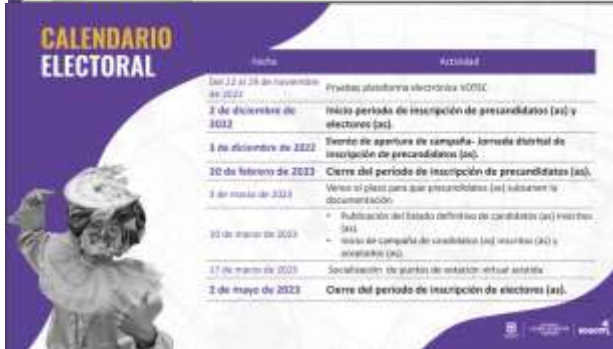 CALENDARIO
ELECTORAL
Fecha
Actividad
Del 22 al 29 de noviembre
de 2022
Pruebas plataforma electrónica VOTEC
2 de diciembre de
2022
Inicio periodo de inscripción de precandidatos (as) y
electores (as).
3 de diciembre de 2022
Evento de apertura de campaña- Jornada distrital de
inscripción de precandidatos (as).
20 de febrero de 2023
Cierre del periodo de inscripción de precandidatos (as).
3 de marzo de 2023
Vence el plazo para que precandidatos (as) subsanen la
documentación
10 de marzo de 2023
• Publicación del listado definitivo de candidatos (as) inscritos
(as).
• Inicio de campaña de candidatos (as) inscritos (as) y
aceptados (as).
17 de marzo de 2023
Socialización de puntos de votación virtual asistida
2 de mayo de 2023
Cierre del periodo de inscripción de electores (as).
BOGOTÁ